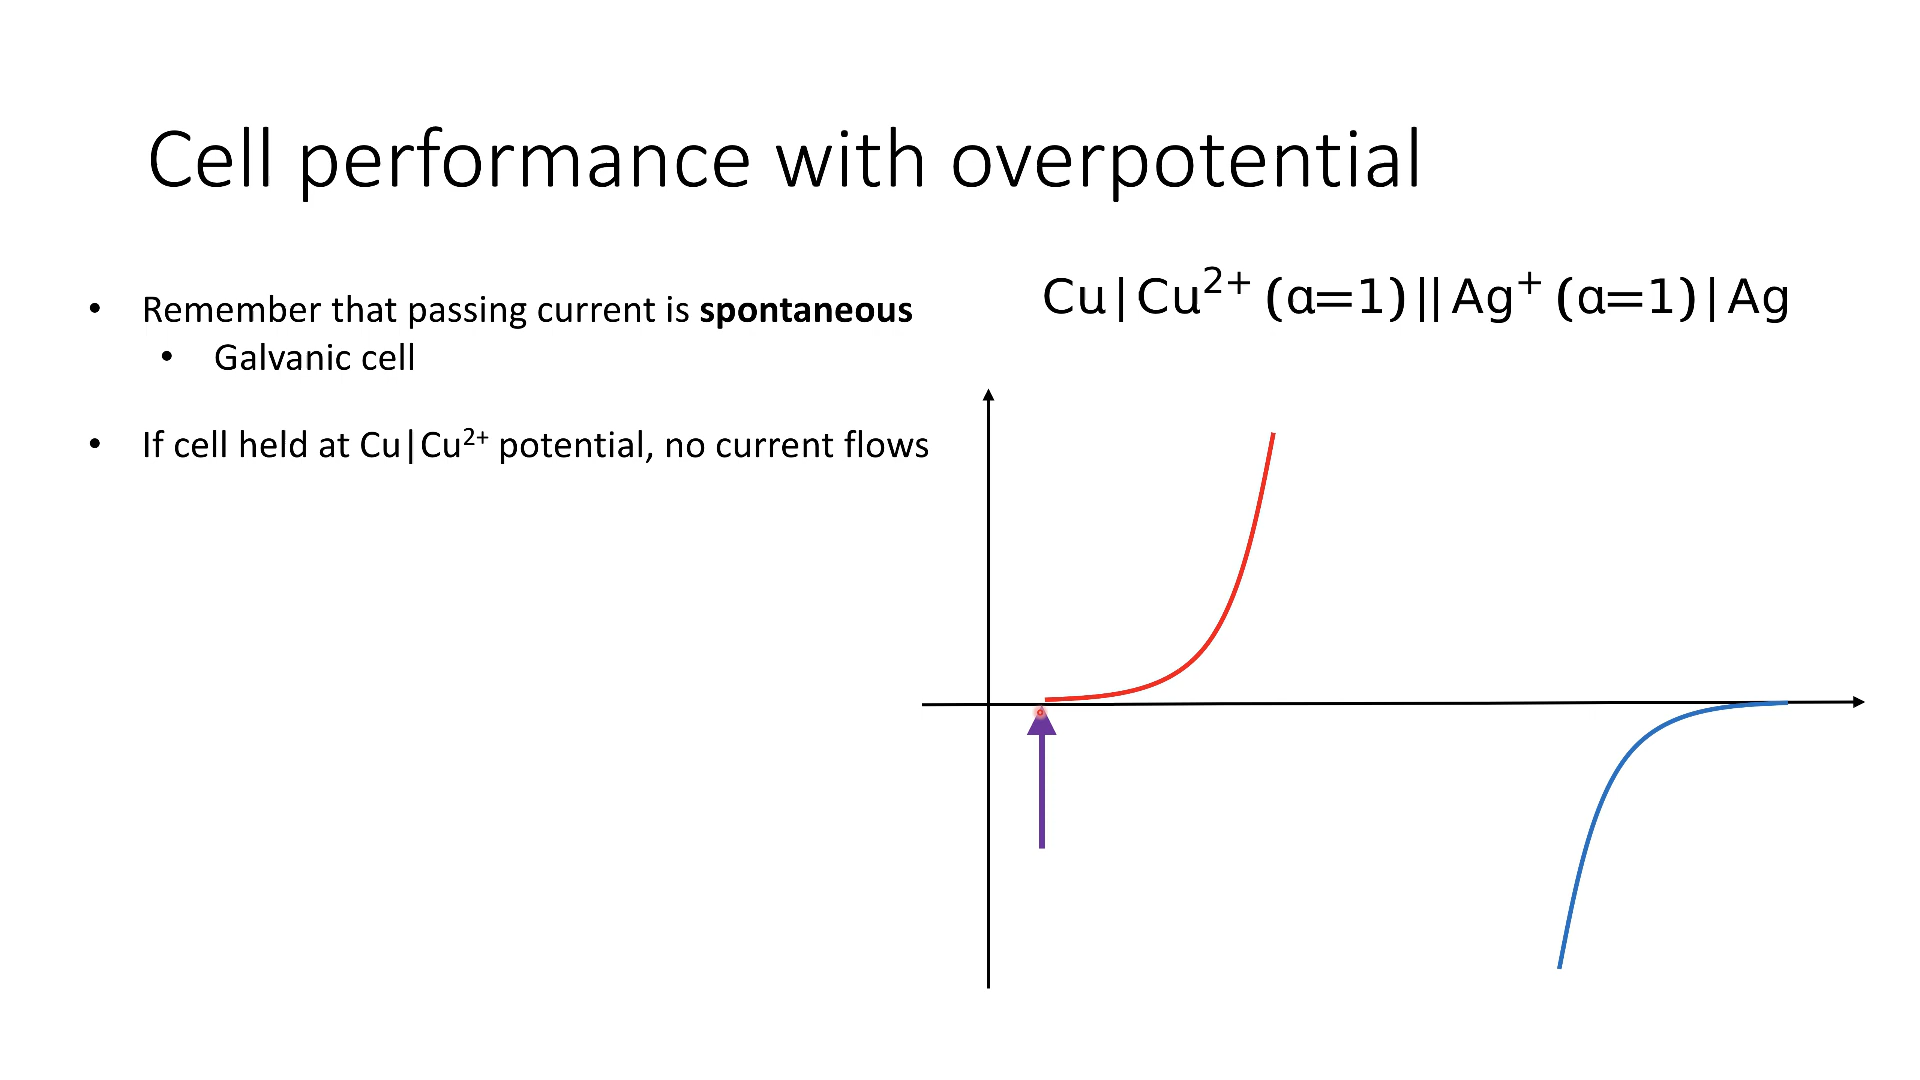 Cell performance with overpotential
• Remember that passing current is spontaneous
• Galvanic cell
• If cell held at Cu|Cu²⁺ potential, no current flows
Cu|Cu²⁺(α=1)||Ag⁺(α=1)|Ag